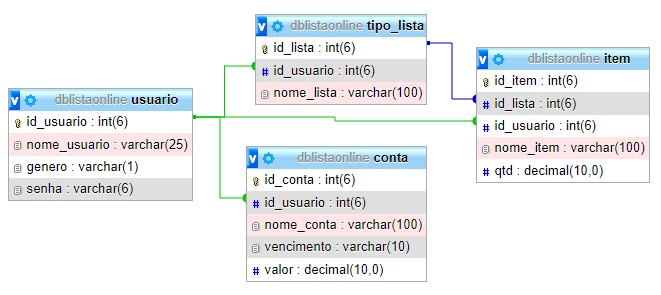 v dblistaonline tipo_lista
id_lista : int(6)
# id_usuario : int(6)
nome_lista : varchar(100)
v dblistaonline item
id_item : int(6)
# id_lista : int(6)
# id_usuario : int(6)
nome_item : varchar(100)
# qtd : decimal(10,0)
v dblistaonline usuario
id_usuario : int(6)
nome_usuario : varchar(25)
genero : varchar(1)
senha : varchar(6)
v dblistaonline conta
id_conta : int(6)
# id_usuario : int(6)
nome_conta : varchar(100)
vencimento : varchar(10)
# valor : decimal(10,0)